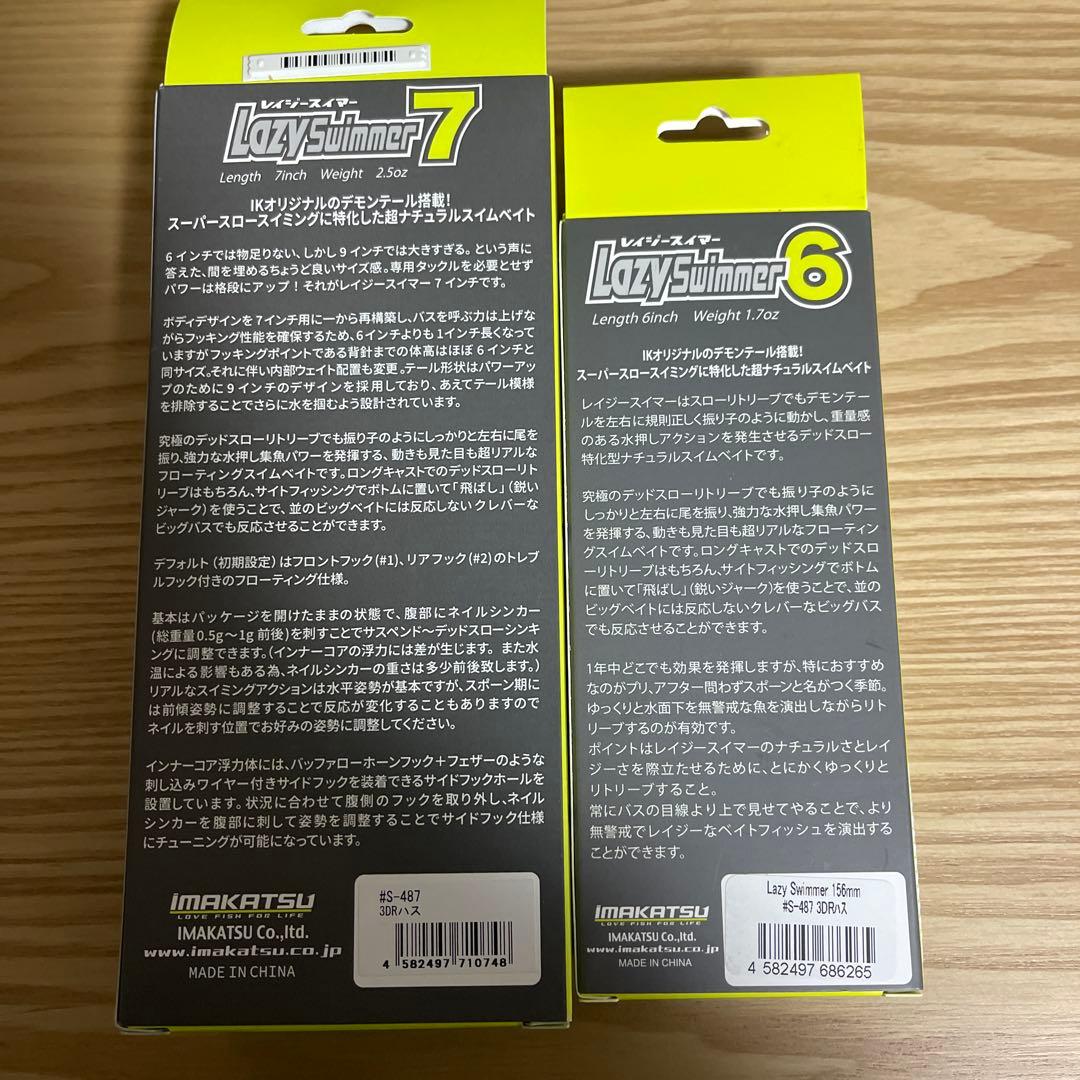 レイジースイマー
Lazy Swimmer 7
Length 7inch Weight 2.5oz
IKオリジナルのデモンテール搭載!
スーパースロースイミングに特化した超ナチュラルスイムベイト
6インチでは物足りない、しかし9インチでは大きすぎる。という声に
答えた、間を埋めるちょうど良いサイズ感。専用タックルを必要とせず
パワーは格段にアップ!それがレイジースイマー7インチです。
ボディデザインを7インチ用に一から再構築し、バスを呼ぶ力は上げな
がらフッキング性能を確保するため、6インチよりも1インチ長くなって
いますがフッキングポイントである背針までの体高はほぼ6インチと
同サイズ。それに伴い内部ウェイト配置も変更。テール形状はパワーアッ
プのために9インチのデザインを採用しており、あえてテール模様
を排除することでさらに水を掴むよう設計されています。
究極のデッドスローリトリーブでも振り子のようにしっかりと左右に尾を
振り、強力な水押し集魚パワーを発揮する、動きも見た目も超リアルな
フローティングスイムベイトです。ロングキャストでのデッドスローリト
リーブはもちろん、サイトフィッシングでボトムに置いて「飛ばし」(鋭い
ジャーク)を使うことで、並のビッグベイトには反応しないクレバーな
ビッグバスでも反応させることができます。
デフォルト(初期設定)はフロントフック(#1)、リアフック(#2)のトレブ
ルフック付きのフローティング仕様。
基本はパッケージを開けたままの状態で、腹部にネイルシンカー
(総重量0.5g〜1g前後)を刺すことでサスペンド〜デッドスローシンキ
ングに調整できます。(インナーコアの浮力には差が生じます。また水
温による影響もある為、ネイルシンカーの重さは多少前後致します。)
リアルなスイミングアクションは水平姿勢が基本ですが、スポーン期に
は前傾姿勢に調整することで反応が変化することもありますので
ネイルを刺す位置でお好みの姿勢に調整してください。
インナーコア浮力体には、バッファローホーンフック+フェザーのような
刺し込みワイヤー付きサイドフックを装着できるサイドフックホールを
設置しています。状況に合わせて腹側のフックを取り外し、ネイル
シンカーを腹部に刺して姿勢を調整することでサイドフック仕様
にチューニングが可能になっています。
IMAKATSU
LOVE FISH FOR LIFE
IMAKATSU Co.,ltd.
www.imakatsu.co.jp
MADE IN CHINA
#S-487
3DRハス
4 582497 710748
レイジースイマー
Lazy Swimmer 6
Length 6inch Weight 1.7oz
IKオリジナルのデモンテール搭載!
スーパースロースイミングに特化した超ナチュラルスイムベイト
レイジースイマーはスローリトリーブでもデモンテー
ルを左右に規則正しく振り子のように動かし、重量感
のある水押しアクションを発生させるデッドスロー
特化型ナチュラルスイムベイトです。
究極のデッドスローリトリーブでも振り子のように
しっかりと左右に尾を振り、強力な水押し集魚パワー
を発揮する、動きも見た目も超リアルなフローティン
グスイムベイトです。ロングキャストでのデッドスロ
ーリトリーブはもちろん、サイトフィッシングでボトム
に置いて「飛ばし」(鋭いジャーク)を使うことで、並の
ビッグベイトには反応しないクレバーなビッグバス
でも反応させることができます。
1年中どこでも効果を発揮しますが、特におすすめ
なのがプリ、アフター問わずスポーンと名がつく季節。
ゆっくりと水面下を無警戒な魚を演出しながらリト
リーブするのが有効です。
ポイントはレイジースイマーのナチュラルさとレイ
ジーさを際立たせるために、とにかくゆっくりと
リトリーブすること。
常にバスの目線より上で見せてやることで、より
無警戒でレイジーなベイトフィッシュを演出する
ことができます。
IMAKATSU
LOVE FISH FOR LIFE
IMAKATSU Co.,ltd.
www.imakatsu.co.jp
MADE IN CHINA
Lazy Swimmer 156mm
#S-487 3DRハス
4 582497 686265